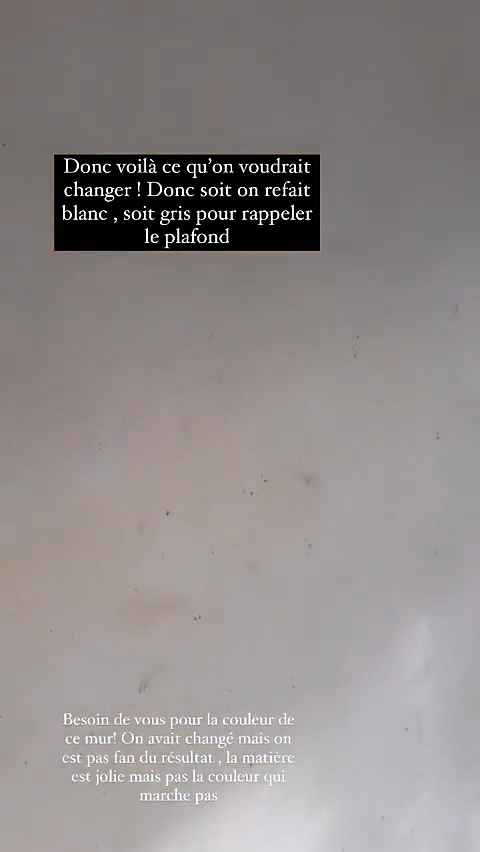 Donc voilà ce qu'on voudrait
changer ! Donc soit on refait
blanc , soit gris pour rappeler
le plafond
Besoin de vous pour la couleur de
ce mur! On avait changé mais on
est pas fan du résultat , la matière
est jolie mais pas la couleur qui
marche pas